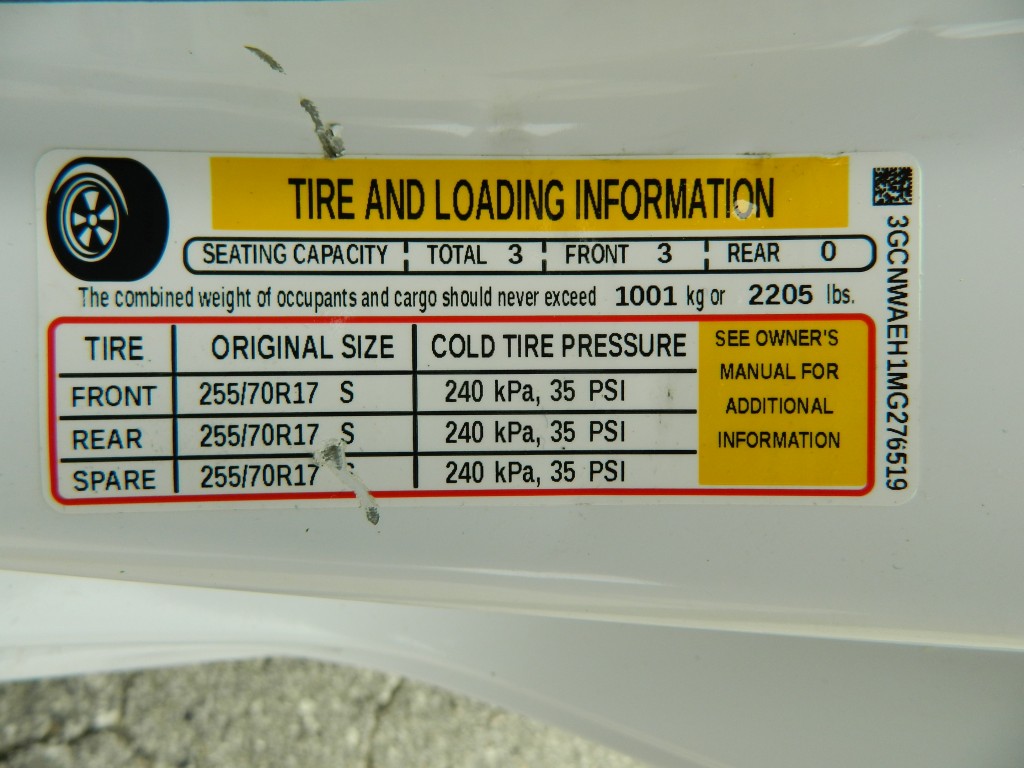 TIRE AND LOADING INFORMATION
SEATING CAPACITY TOTAL 3 FRONT 3 REAR 0
The combined weight of occupants and cargo should never exceed 1001 kg or 2205 lbs.
TIRE ORIGINAL SIZE COLD TIRE PRESSURE
FRONT 255/70R17 S 240 kPa, 35 PSI
REAR 255/70R17 S 240 kPa, 35 PSI
SPARE 255/70R17 S 240 kPa, 35 PSI
SEE OWNER'S
MANUAL FOR
ADDITIONAL
INFORMATION
3GCNWAEH1MG276519